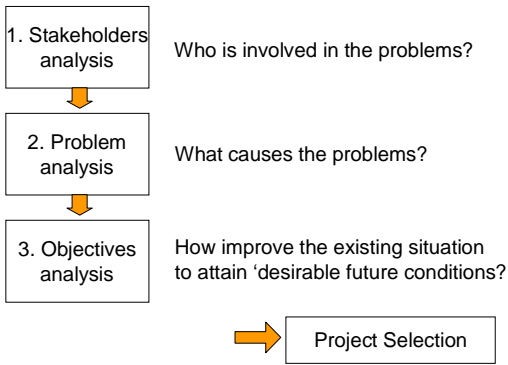 1. Stakeholders
analysis
Who is involved in the problems?
2. Problem
analysis
What causes the problems?
3. Objectives
analysis
How improve the existing situation
to attain ‘desirable future conditions?
Project Selection